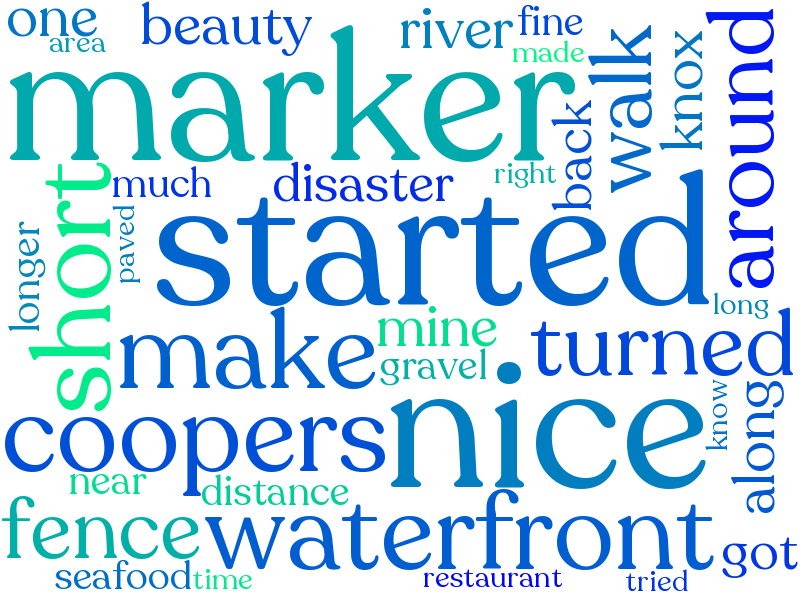 one
area
beauty
river
fine
made
marker
walk
knox
around
back
right
much
disaster
short
longer
paved
started
long
make
mine
gravel
turned
coopers
nice
know
along
near
distance
fence
waterfront
got
seafood
time
restaurant
tried